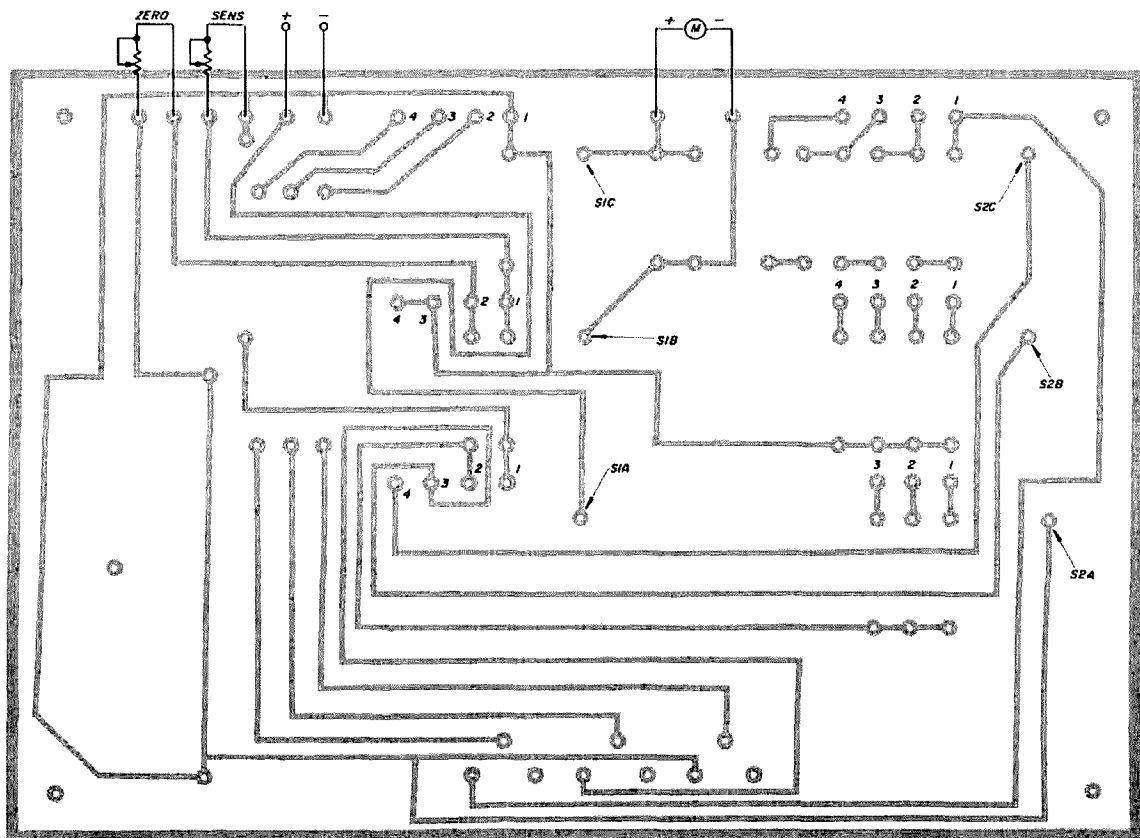 ZERO SENS + −
+ M −
4 3 2 1
4 3 2 1
S1C
S2C
2 1
4 3
4 3 2 1
S1B
S2B
2 1
4 3
S1A
3 2 1
S2A